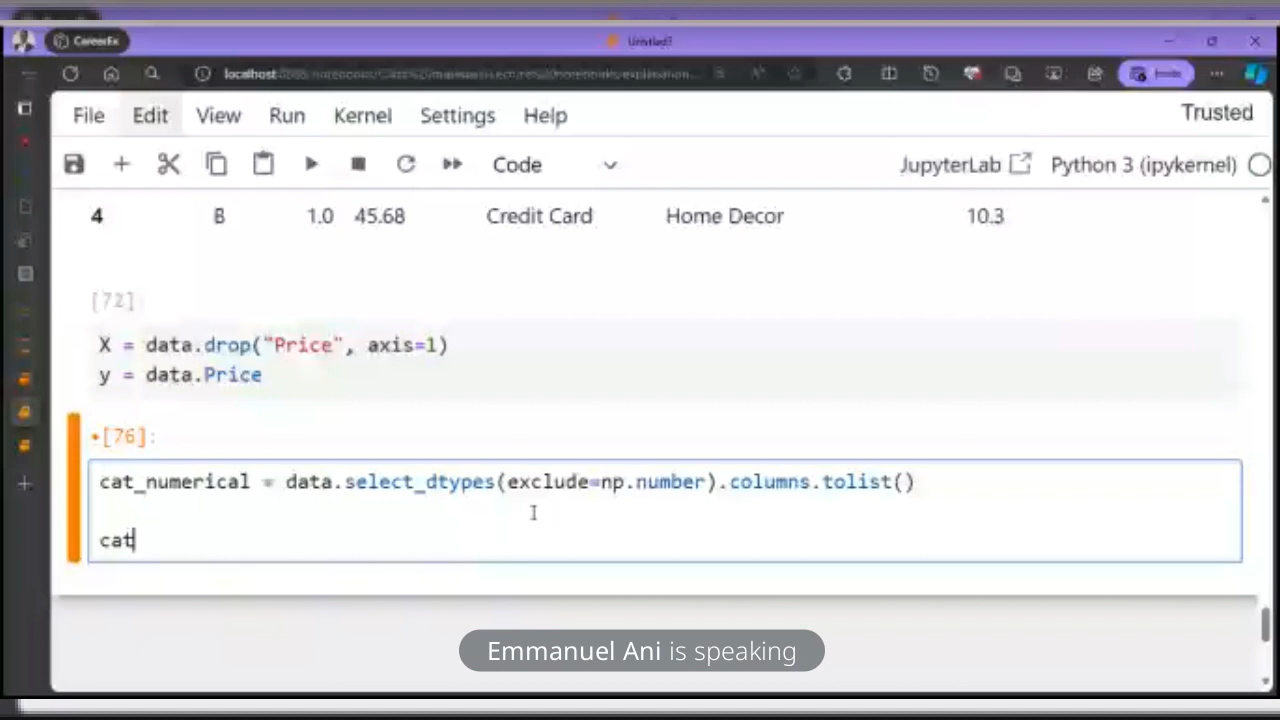 CareerEx
Untitled3
localhost
File Edit View Run Kernel Settings Help Trusted
Code JupyterLab Python 3 (ipykernel)
4 B 1.0 45.68 Credit Card Home Decor 10.3
[72]:
X = data.drop("Price", axis=1)
y = data.Price
•[76]:
cat_numerical = data.select_dtypes(exclude=np.number).columns.tolist()
cat
Emmanuel Ani is speaking